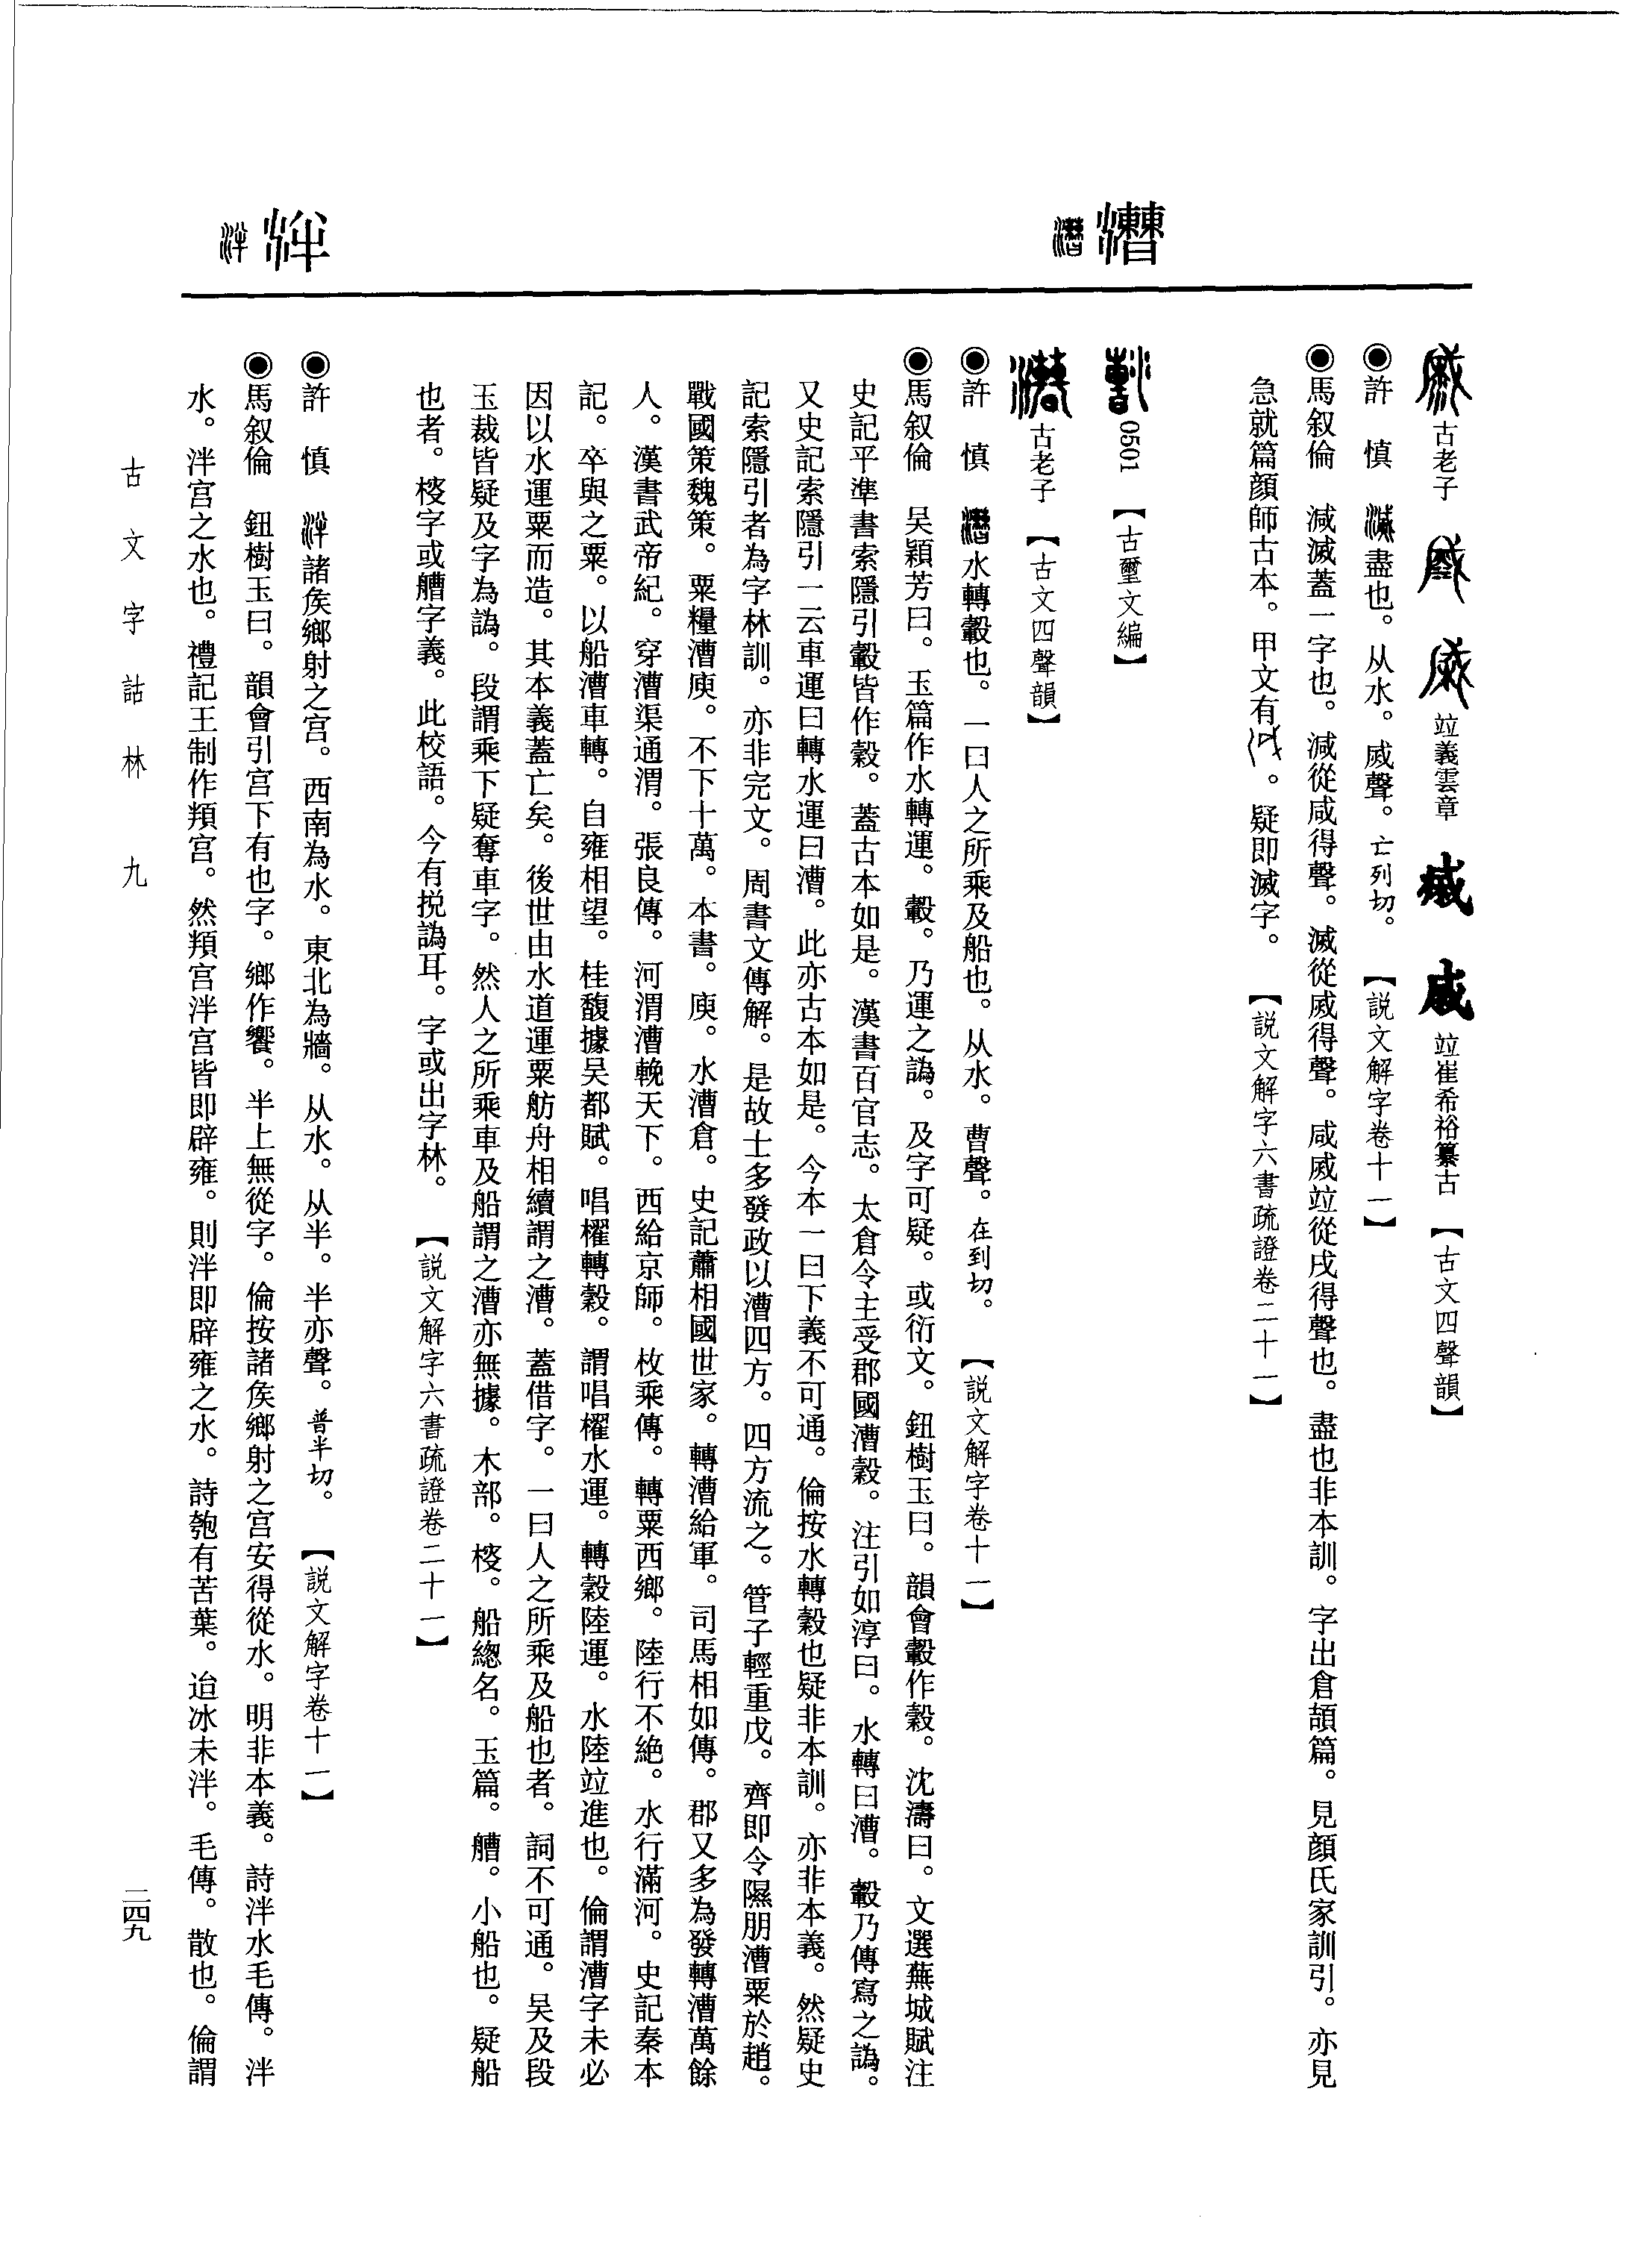 漕
泮
古老子 竝義雲章 竝崔希裕纂古 【古文四聲韻】
◉許 慎 滅盡也。从水。烕聲。亡列切。 【説文解字卷十一】
◉馬叙倫 減滅蓋一字也。減從咸得聲。滅從烕得聲。咸烕竝從戌得聲也。盡也非本訓。字出倉頡篇。見顔氏家訓引。亦見
急就篇顔師古本。甲文有。疑即滅字。 【説文解字六書疏證卷二十一】
0501 【古璽文編】
古老子 【古文四聲韻】
◉許 慎 漕水轉轂也。一曰人之所乘及船也。从水。曹聲。在到切。 【説文解字卷十一】
◉馬叙倫 吴穎芳曰。玉篇作水轉運。轂。乃運之譌。及字可疑。或衍文。鈕樹玉曰。韻會轂作穀。沈濤曰。文選蕪城賦注
史記平準書索隱引轂皆作穀。蓋古本如是。漢書百官志。太倉令主受郡國漕穀。注引如淳曰。水轉曰漕。轂乃傳寫之譌。
又史記索隱引一云車運曰轉水運曰漕。此亦古本如是。今本一曰下義不可通。倫按水轉穀也疑非本訓。亦非本義。然疑史
記索隱引者為字林訓。亦非完文。周書文傳解。是故士多發政以漕四方。四方流之。管子輕重戊。齊即令隰朋漕粟於趙。
戰國策魏策。粟糧漕庾。不下十萬。本書。庾。水漕倉。史記蕭相國世家。轉漕給軍。司馬相如傳。郡又多為發轉漕萬餘
人。漢書武帝紀。穿漕渠通渭。張良傳。河渭漕輓天下。西給京師。枚乘傳。轉粟西鄉。陸行不絶。水行滿河。史記秦本
記。卒與之粟。以船漕車轉。自雍相望。桂馥據吴都賦。唱櫂轉轂。謂唱櫂水運。轉轂陸運。水陸竝進也。倫謂漕字未必
因以水運粟而造。其本義蓋亡矣。後世由水道運粟舫舟相續謂之漕。蓋借字。一曰人之所乘及船也者。詞不可通。吴及段
玉裁皆疑及字為譌。段謂乘下疑奪車字。然人之所乘車及船謂之漕亦無據。木部。㮴。船總名。玉篇。艚。小船也。疑船
也者。㮴字或艚字義。此校語。今有捝譌耳。字或出字林。 【説文解字六書疏證卷二十一】
◉許 慎 泮諸矦鄉射之宫。西南為水。東北為牆。从水。从半。半亦聲。普半切。 【説文解字卷十一】
◉馬叙倫 鈕樹玉曰。韻會引宫下有也字。鄉作饗。半上無從字。倫按諸矦鄉射之宫安得從水。明非本義。詩泮水毛傳。泮
水。泮宫之水也。禮記王制作頖宫。然頖宫泮宫皆即辟雍。則泮即辟雍之水。詩匏有苦葉。迨冰未泮。毛傳。散也。倫謂
古文字詁林 九
二四九